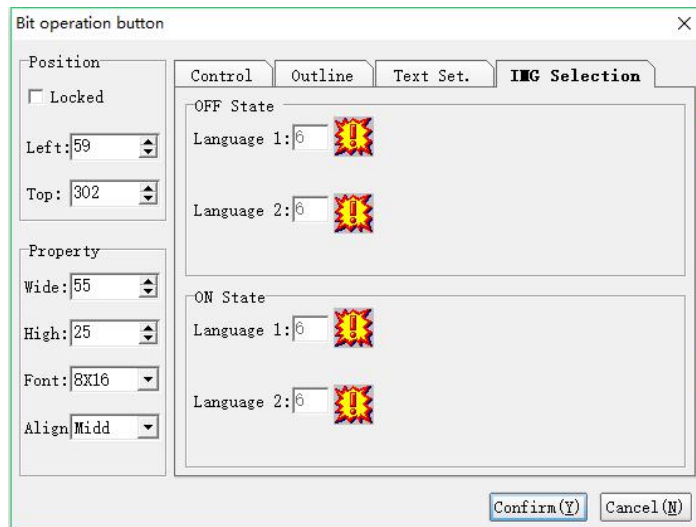 Bit operation button
Position
Locked
Left: 59
Top: 302
Property
Wide: 55
High: 25
Font: 8X16
Align Midd
Control Outline Text Set. IMG Selection
OFF State
Language 1: 6
Language 2: 6
ON State
Language 1: 6
Language 2: 6
Confirm(Y) Cancel(N)